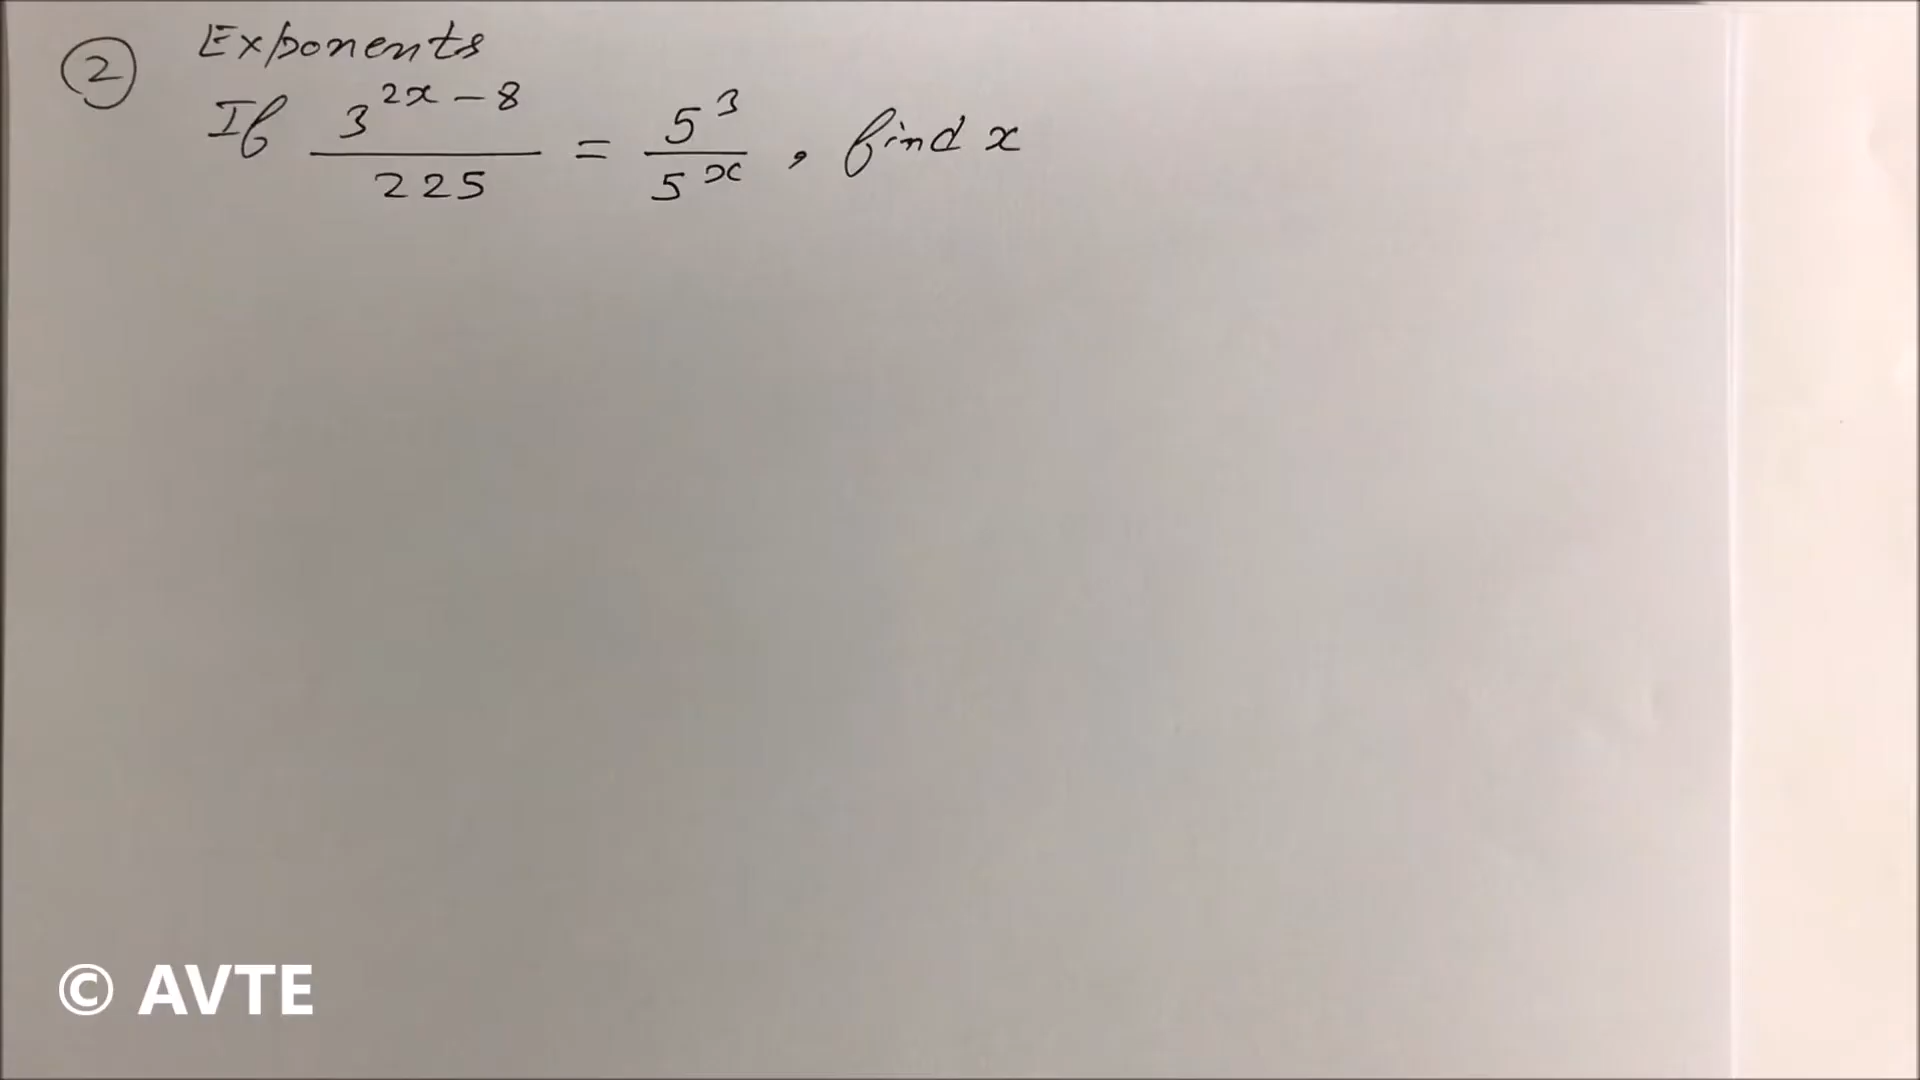 ② Exponents
If 3^{2x-8}/225 = 5^3/5^x, find x
© AVTE